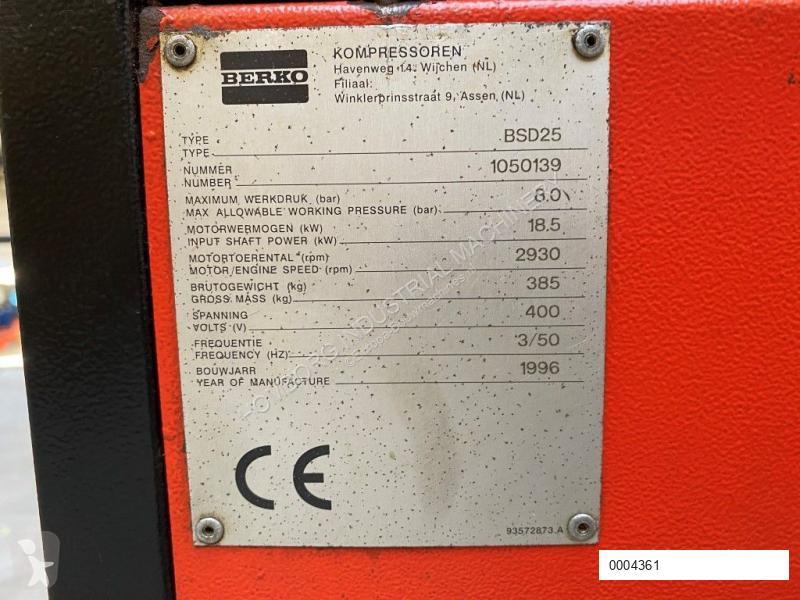 BERKO
KOMPRESSOREN
Havenweg 14. Wijchen (NL)
Filiaal:
Winklerprinsstraat 9, Assen (NL)
TYPE
TYPE BSD25
NUMMER
NUMBER 1050139
MAXIMUM WERKDRUK (bar)
MAX ALLOWABLE WORKING PRESSURE (bar) 8.0
MOTORWERMOGEN (kW)
INPUT SHAFT POWER (kW) 18.5
MOTORTOERENTAL (rpm)
MOTOR/ENGINE SPEED (rpm) 2930
BRUTOGEWICHT (kg)
GROSS MASS (kg) 385
SPANNING
VOLTS (V) 400
FREQUENTIE
FREQUENCY (HZ) 3/50
BOUWJARR
YEAR OF MANUFACTURE 1996
CE
93572873.A
0004361